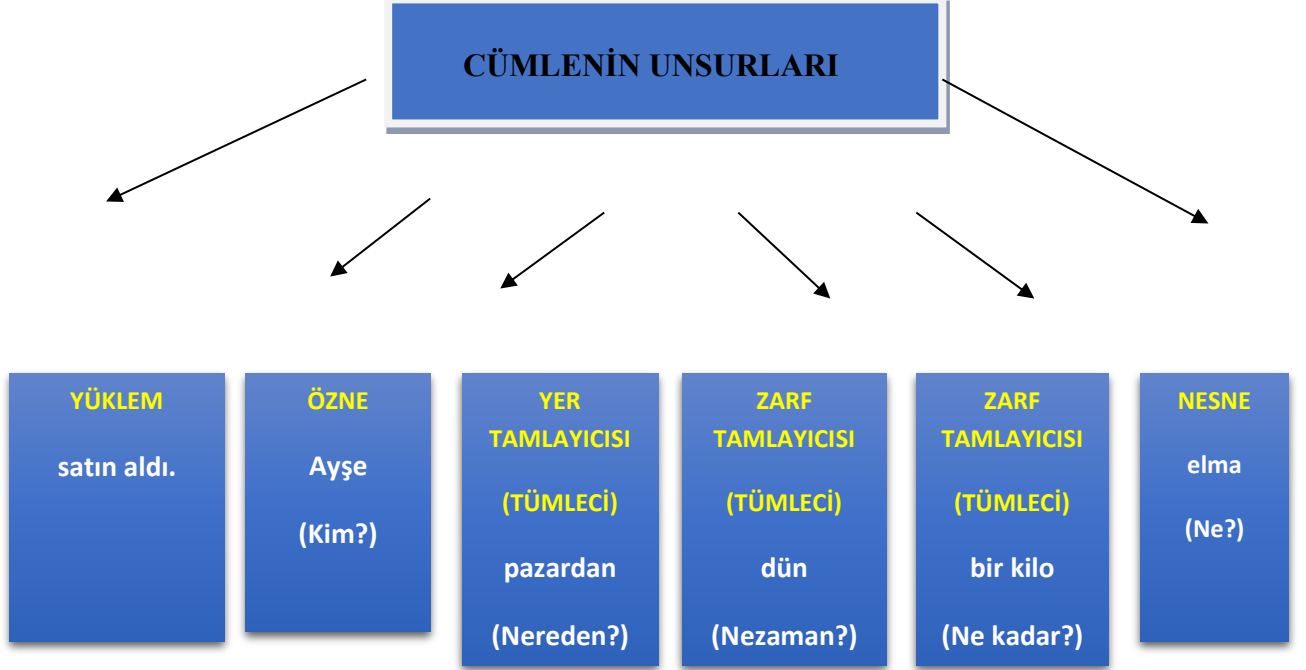 CÜMLENİN UNSURLARI
YÜKLEM
satın aldı.
ÖZNE
Ayşe
(Kim?)
YER
TAMLAYICISI
(TÜMLECİ)
pazardan
(Nereden?)
ZARF
TAMLAYICISI
(TÜMLECİ)
dün
(Nezaman?)
ZARF
TAMLAYICISI
(TÜMLECİ)
bir kilo
(Ne kadar?)
NESNE
elma
(Ne?)